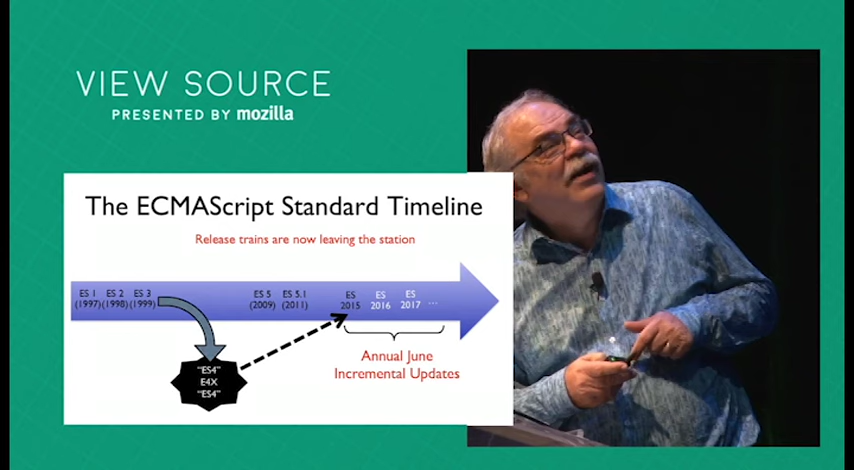 VIEW SOURCE
PRESENTED BY mozilla
The ECMAScript Standard Timeline
Release trains are now leaving the station
ES 1 ES 2 ES 3 ES 5 ES 5.1 ES ES ES
(1997)(1998)(1999) (2009) (2011) 2015 2016 2017 ...
Annual June
Incremental Updates
"ES4"
E4X
"ES4"